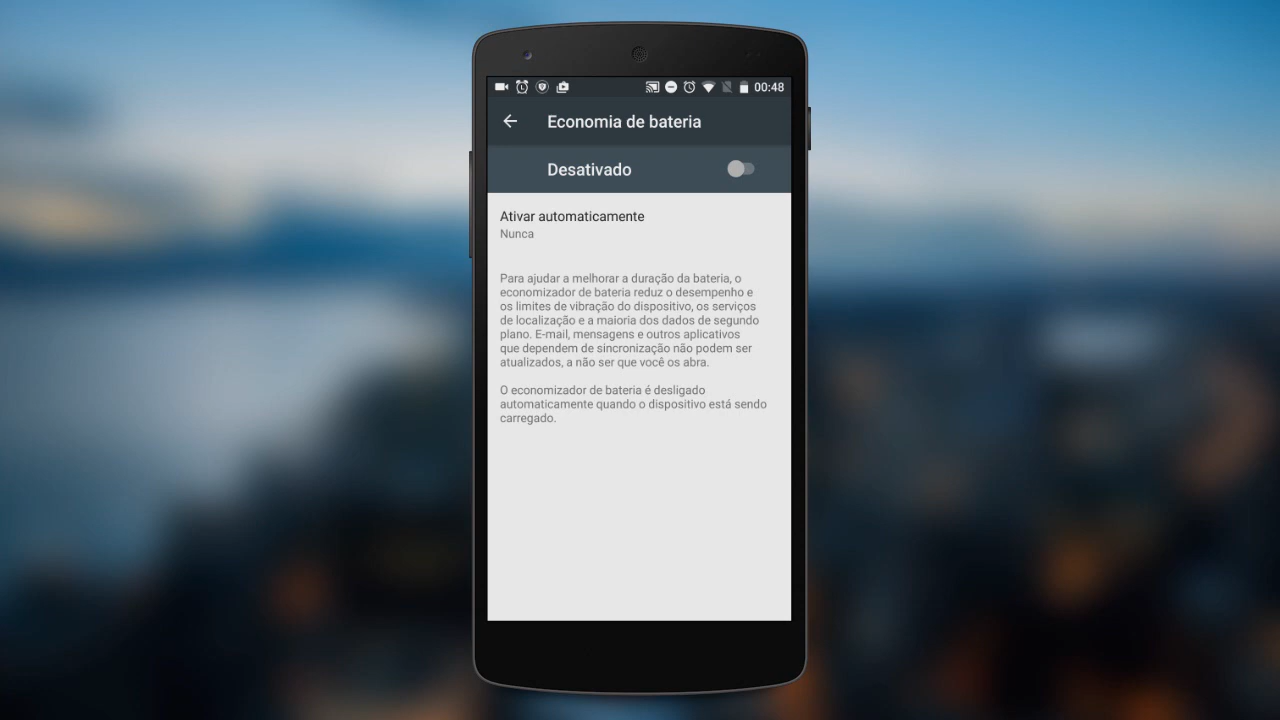 00:48
Economia de bateria
Desativado
Ativar automaticamente
Nunca
Para ajudar a melhorar a duração da bateria, o
economizador de bateria reduz o desempenho e
os limites de vibração do dispositivo, os serviços
de localização e a maioria dos dados de segundo
plano. E-mail, mensagens e outros aplicativos
que dependem de sincronização não podem ser
atualizados, a não ser que você os abra.
O economizador de bateria é desligado
automaticamente quando o dispositivo está sendo
carregado.